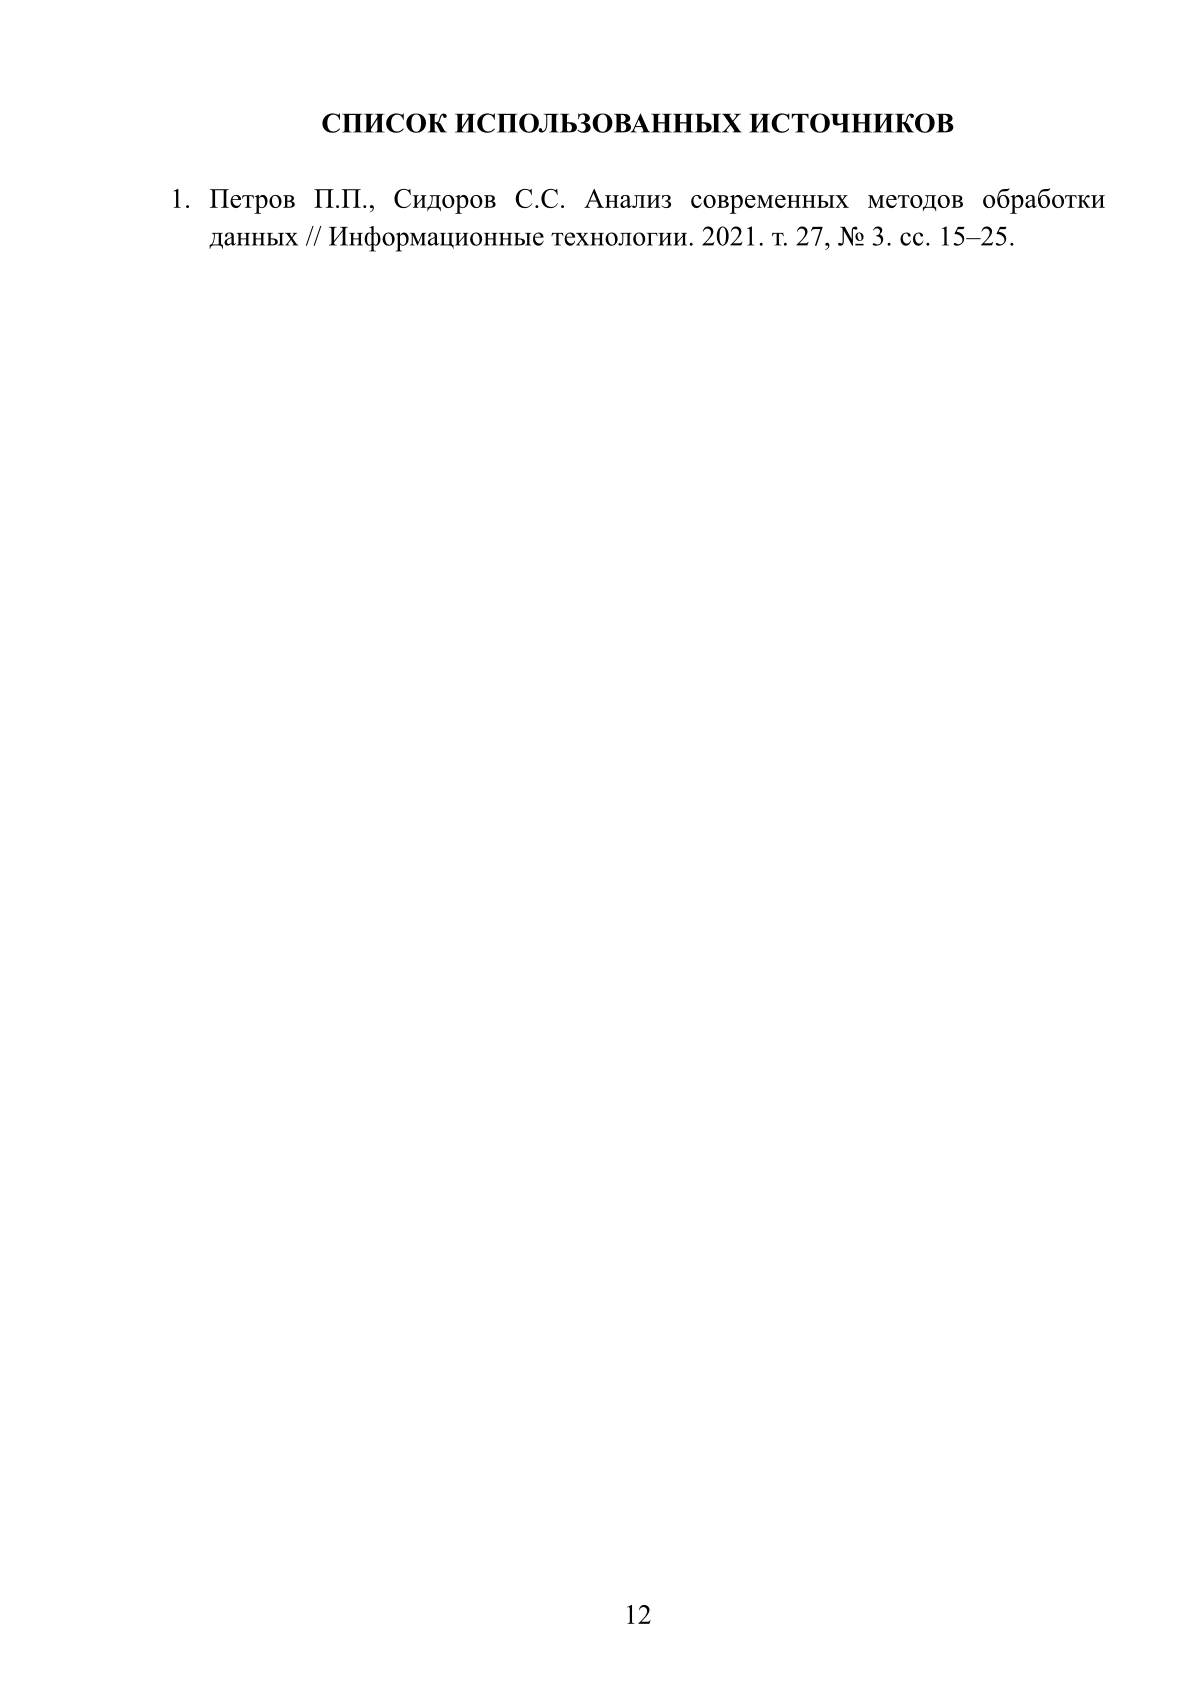 СПИСОК ИСПОЛЬЗОВАННЫХ ИСТОЧНИКОВ
1. Петров П.П., Сидоров С.С. Анализ современных методов обработки
данных // Информационные технологии. 2021. т. 27, № 3. сс. 15–25.
12